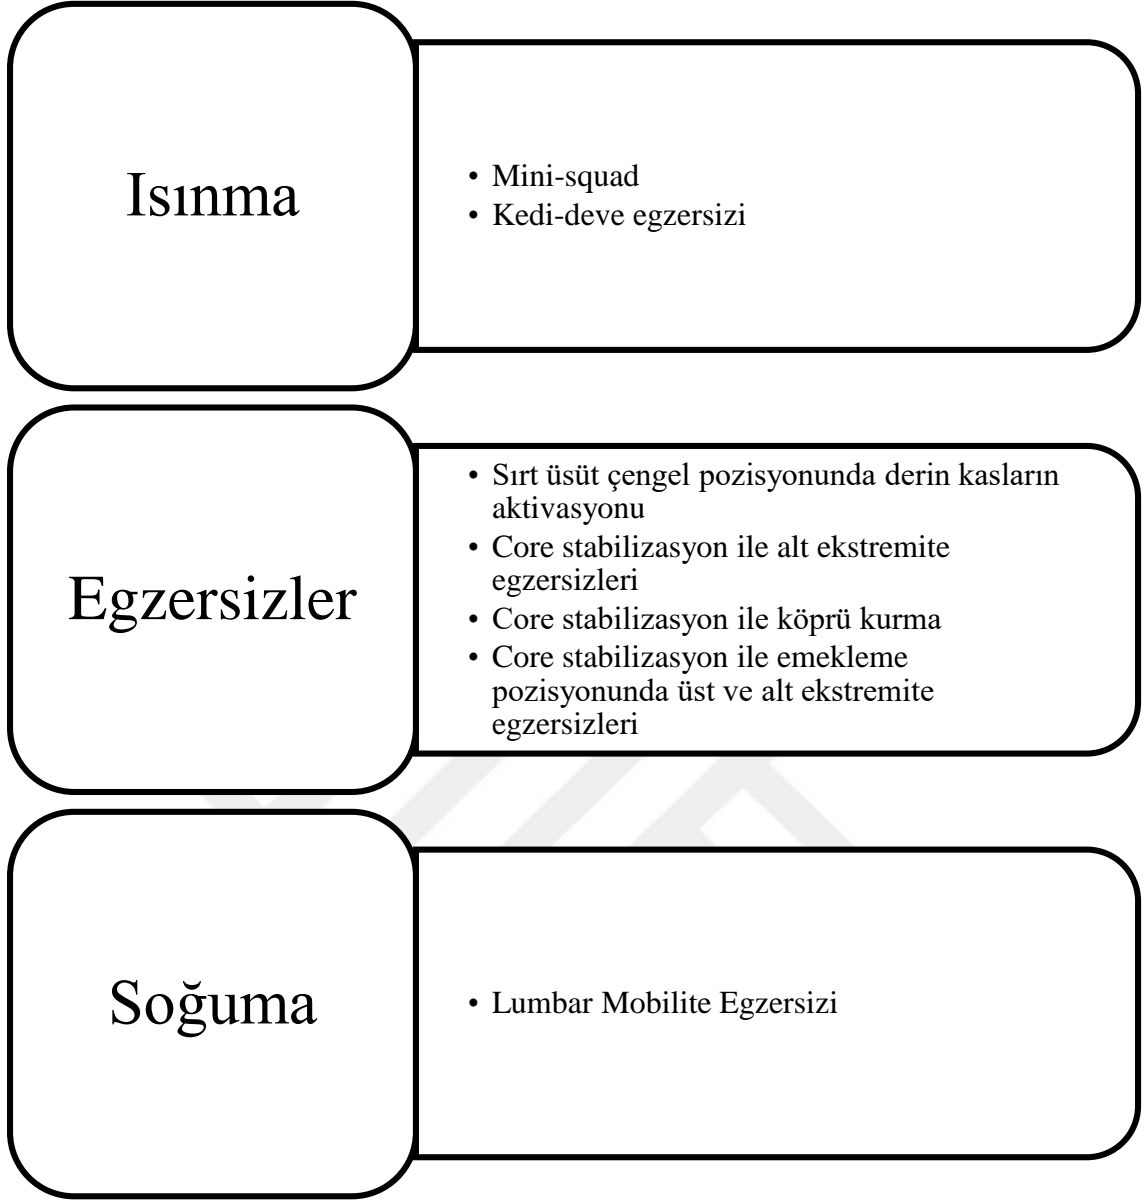 Isınma
• Mini-squad
• Kedi-deve egzersizi
Egzersizler
• Sırt üsüt çengel pozisyonunda derin kasların
aktivasyonu
• Core stabilizasyon ile alt ekstremite
egzersizleri
• Core stabilizasyon ile köprü kurma
• Core stabilizasyon ile emekleme
pozisyonunda üst ve alt ekstremite
egzersizleri
Soğuma
• Lumbar Mobilite Egzersizi